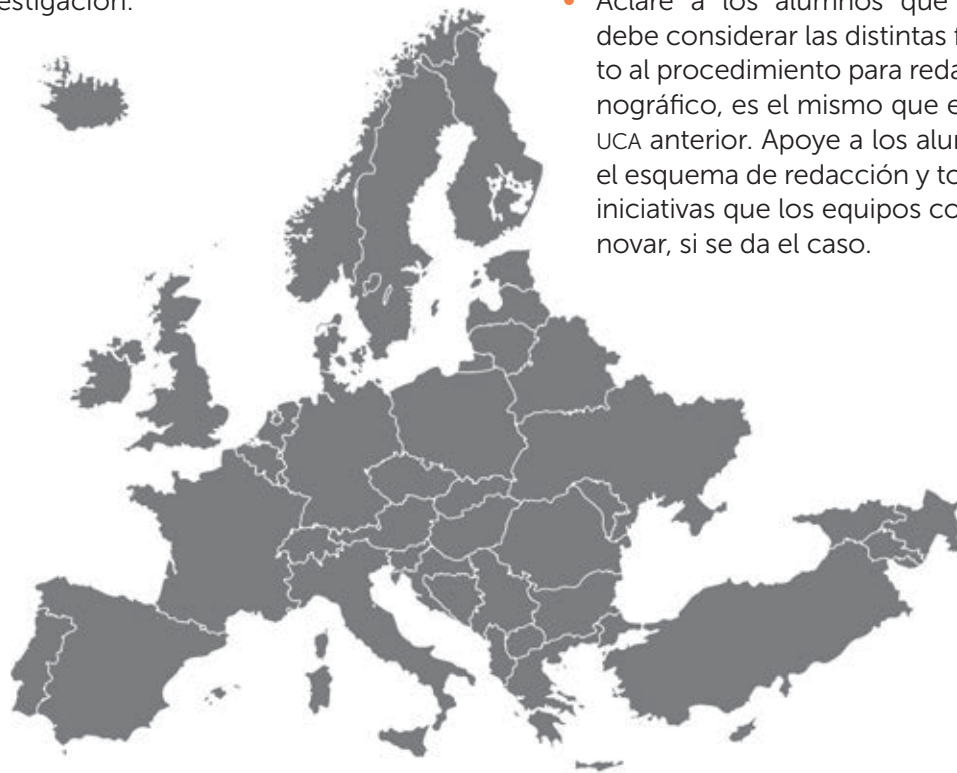 estigación.
• Aclare a los alumnos que
debe considerar las distintas f
to al procedimiento para reda
nográfico, es el mismo que e
UCA anterior. Apoye a los alur
el esquema de redacción y to
iniciativas que los equipos co
novar, si se da el caso.